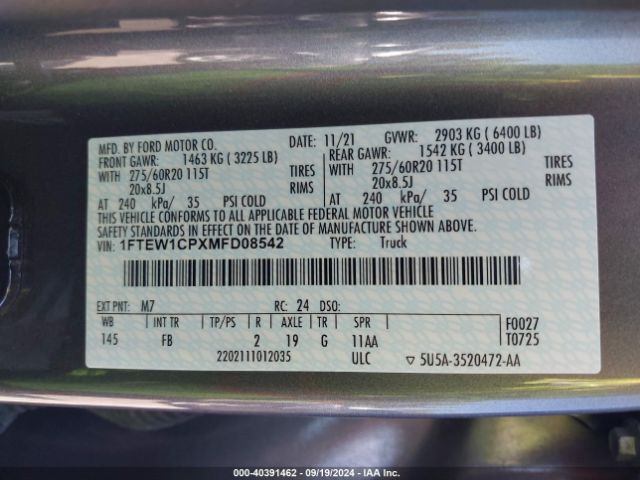 MFD. BY FORD MOTOR CO. DATE: 11/21 GVWR: 2903 KG ( 6400 LB)
FRONT GAWR: 1463 KG ( 3225 LB) REAR GAWR: 1542 KG ( 3400 LB)
WITH 275/60R20 115T TIRES WITH 275/60R20 115T TIRES
20x8.5J RIMS 20x8.5J RIMS
AT 240 kPa/ 35 PSI COLD AT 240 kPa/ 35 PSI COLD
THIS VEHICLE CONFORMS TO ALL APPLICABLE FEDERAL MOTOR VEHICLE
SAFETY STANDARDS IN EFFECT ON THE DATE OF MANUFACTURE SHOWN ABOVE.
VIN: 1FTEW1CPXMFD08542 TYPE: Truck
EXT PNT: M7 RC: 24 DSO:
WB INT TR TP/PS R AXLE TR SPR F0027
145 FB 2 19 G 11AA T0725
2202111012035 ULC ▽ 5U5A-3520472-AA
000-40391462 - 09/19/2024 - IAA Inc.